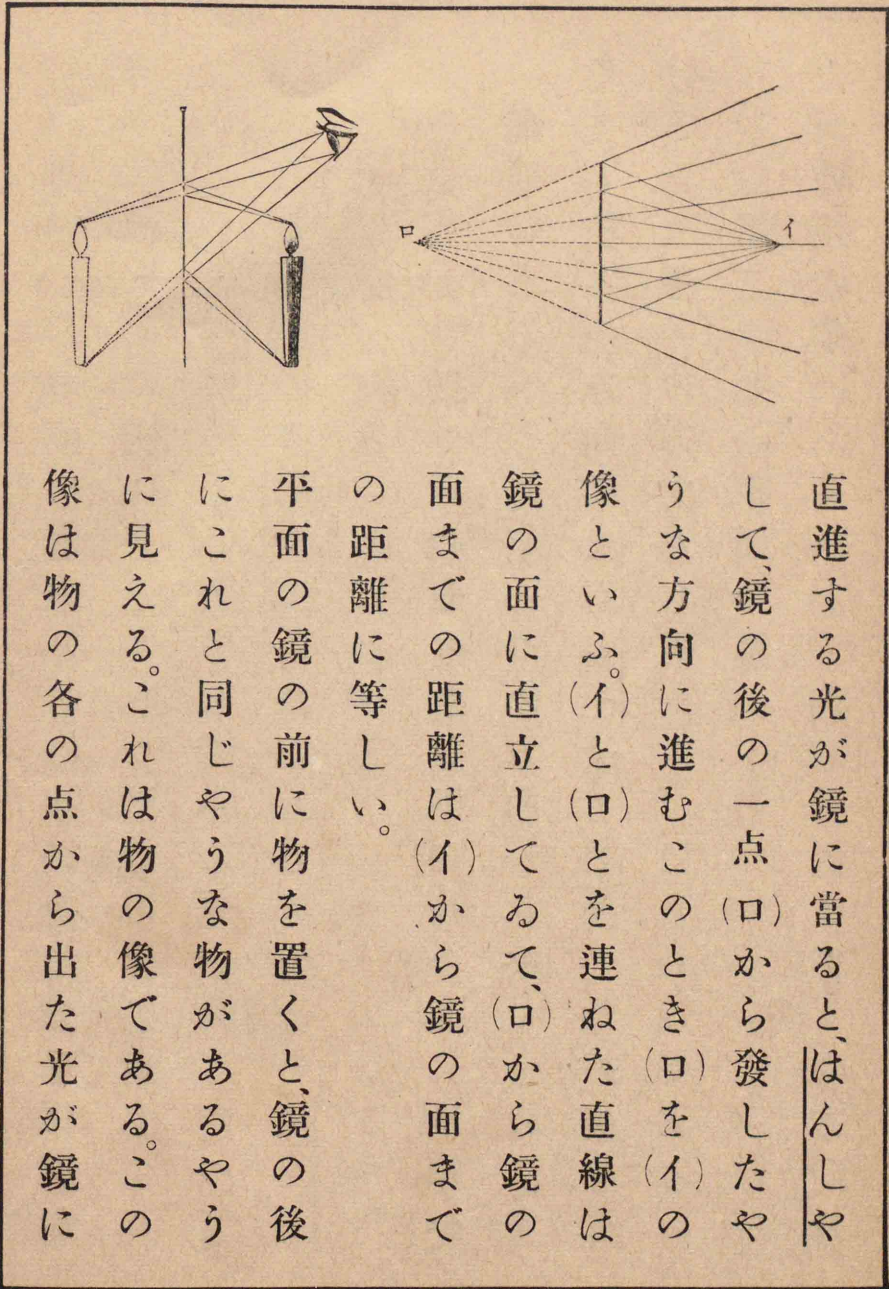 ロ
イ
直進する光が鏡に當ると、はんしや
して、鏡の後の一点(ロ)から發したや
うな方向に進むこのとき(ロ)を(イ)の
像といふ。(イ)と(ロ)とを連ねた直線は
鏡の面に直立してゐて、(ロ)から鏡の
面までの距離は(イ)から鏡の面まで
の距離に等しい。
平面の鏡の前に物を置くと、鏡の後
にこれと同じやうな物があるやう
に見える。これは物の像である。この
像は物の各の点から出た光が鏡に